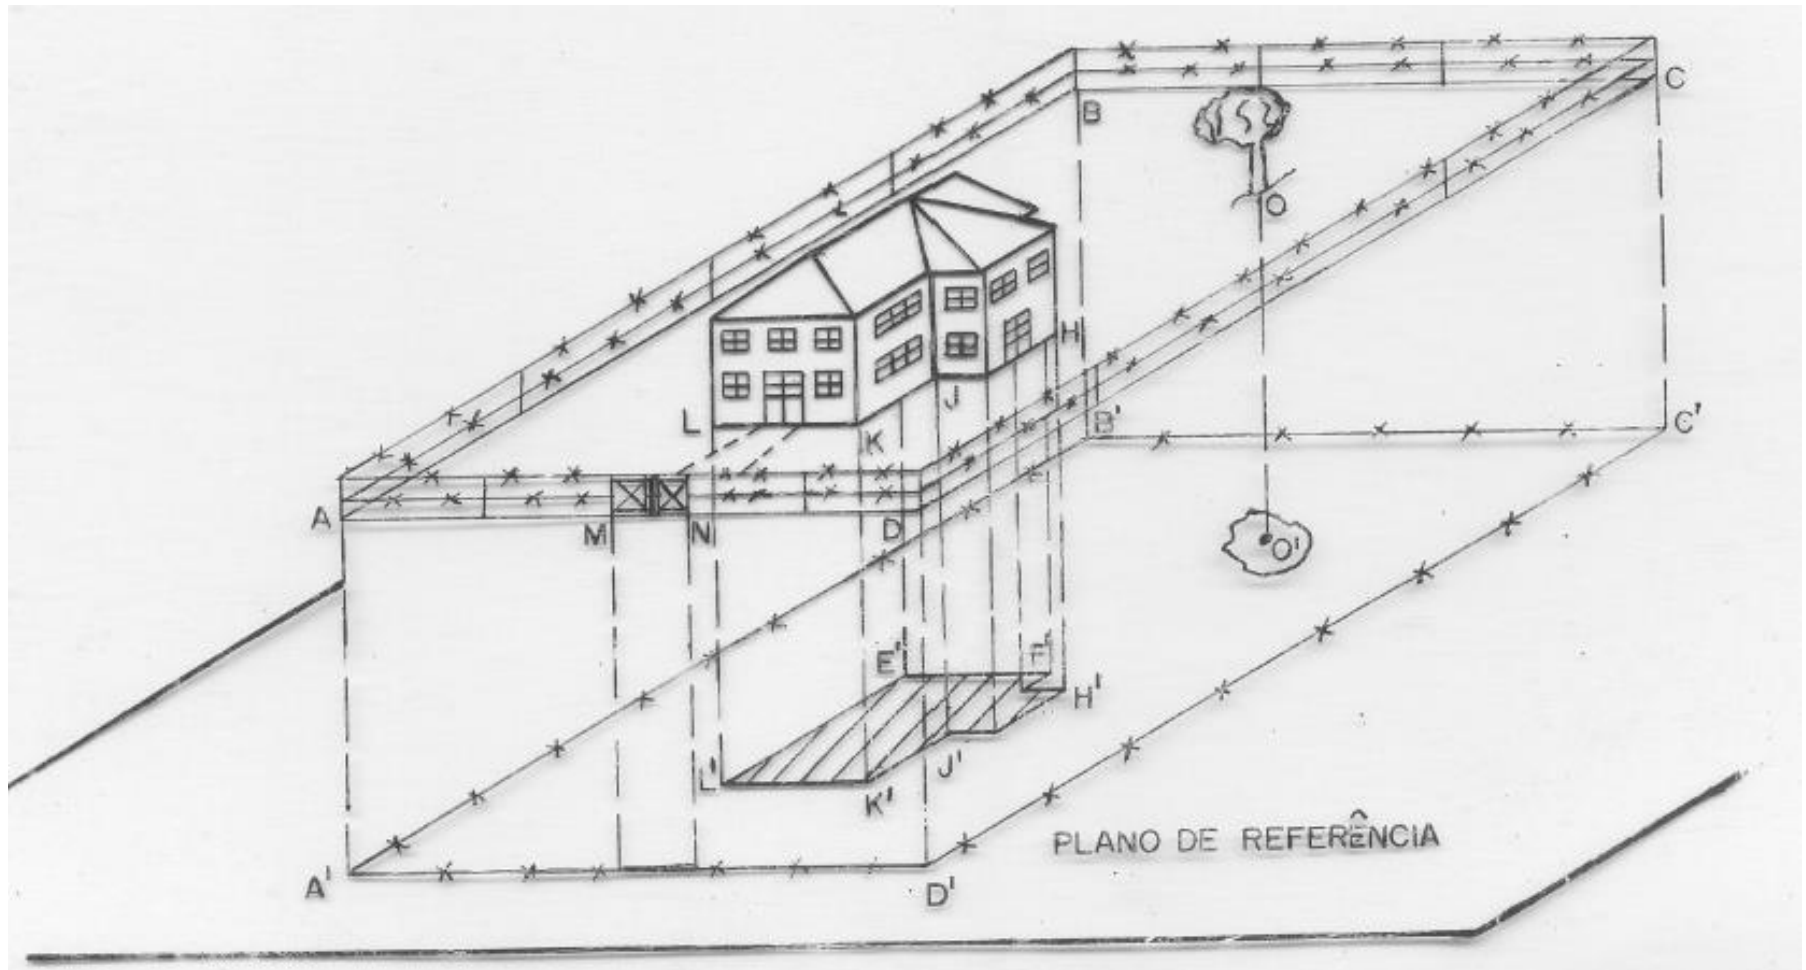 B
C
O
H
J
L
K
B'
C'
A
M
N
D
O'
E'
F'
H'
L'
J'
K'
PLANO DE REFERÊNCIA
A'
D'